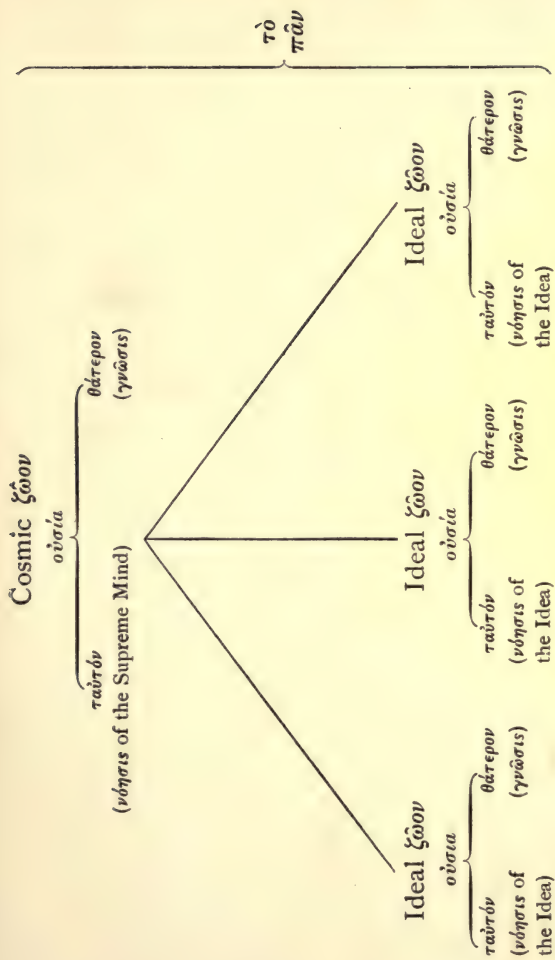 Cosmic ζῷον
οὐσία
ταὐτόν θάτερον
(νόησις of the Supreme Mind) (γνῶσις)
Ideal ζῷον
οὐσία
ταὐτόν θάτερον
(νόησις of (γνῶσις)
the Idea)
Ideal ζῷον
οὐσία
ταὐτόν θάτερον
(νόησις of (γνῶσις)
the Idea)
Ideal ζῷον
οὐσία
ταὐτόν θάτερον
(νόησις of (γνῶσις)
the Idea)
τὸ
πᾶν